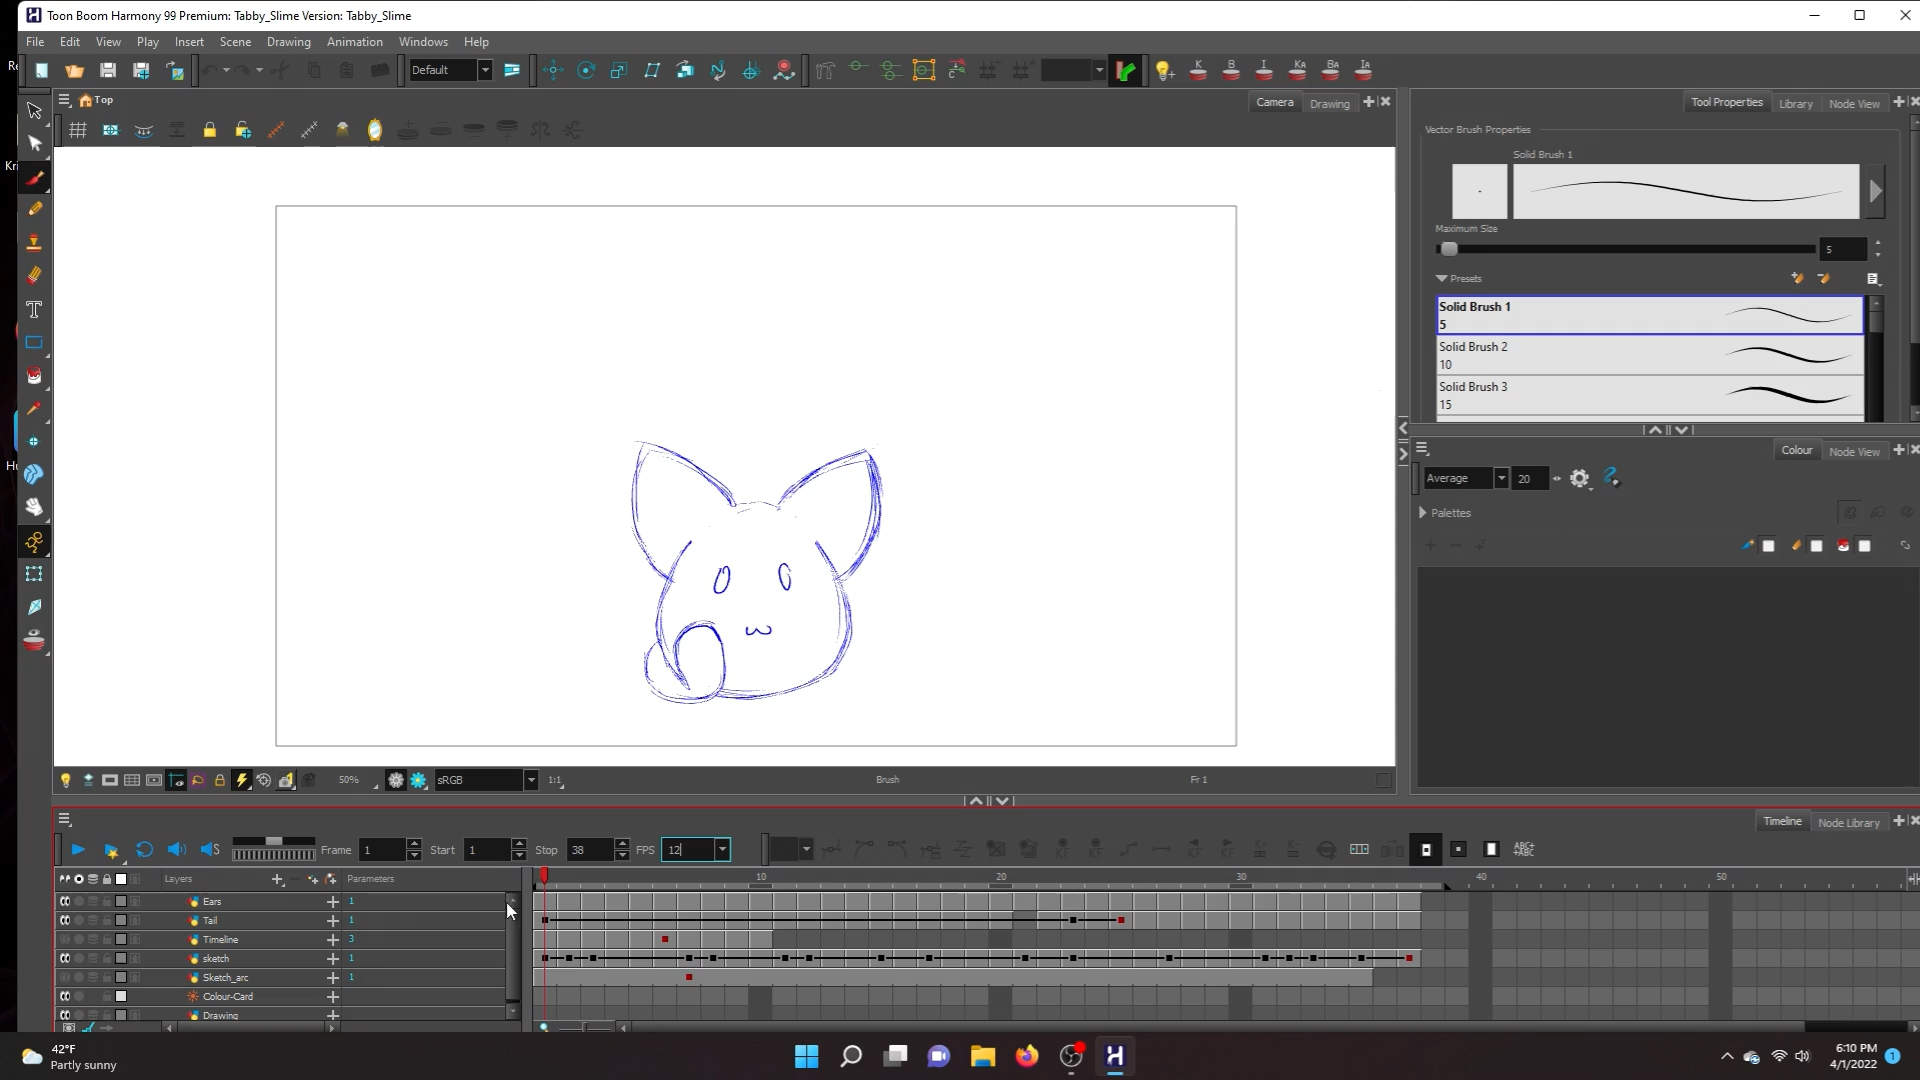 Toon Boom Harmony 99 Premium: Tabby_Slime Version: Tabby_Slime
File Edit View Play Insert Scene Drawing Animation Windows Help
Default
K B I KA BA IA
Top
Camera Drawing
Tool Properties Library Node View
Vector Brush Properties
Solid Brush 1
Maximum Size
5
Presets
Solid Brush 1
5
Solid Brush 2
10
Solid Brush 3
15
Colour Node View
Average 20
Palettes
50% sRGB 1:1 Brush Fr 1
Timeline Node Library
Frame 1 Start 1 Stop 38 FPS 12
Layers Parameters
10 20 30 40 50
Ears 1
Tail 1
Timeline 3
sketch 1
Sketch_arc 1
Colour-Card
Drawing
42°F
Partly sunny
6:10 PM
4/1/2022
1